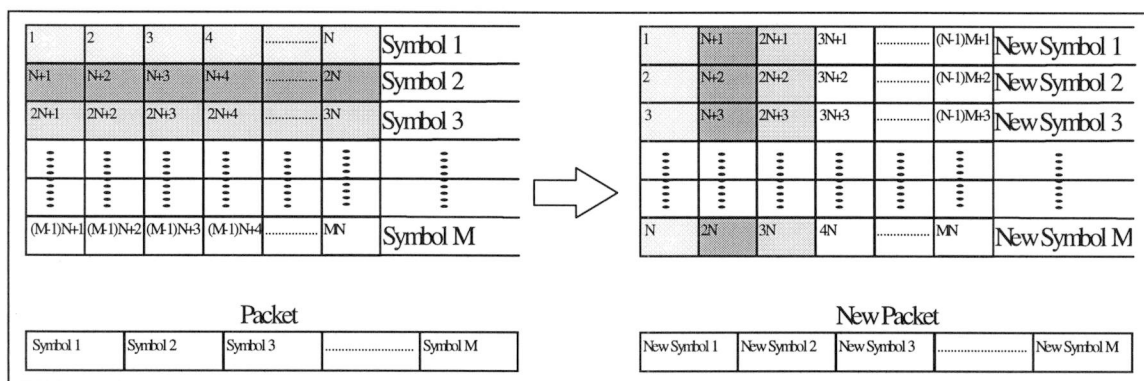 1 2 3 4 ............... N Symbol 1
N+1 N+2 N+3 N+4 ............... 2N Symbol 2
2N+1 2N+2 2N+3 2N+4 ............... 3N Symbol 3
(M-1)N+1 (M-1)N+2 (M-1)N+3 (M-1)N+4 ............... MN Symbol M
Packet
Symbol 1 Symbol 2 Symbol 3 ............... Symbol M
1 N+1 2N+1 3N+1 ............... (N-1)M+1 New Symbol 1
2 N+2 2N+2 3N+2 ............... (N-1)M+2 New Symbol 2
3 N+3 2N+3 3N+3 ............... (N-1)M+3 New Symbol 3
N 2N 3N 4N ............... MN New Symbol M
New Packet
New Symbol 1 New Symbol 2 New Symbol 3 ............... New Symbol M